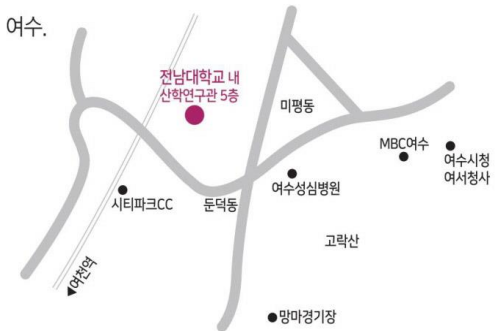 여수.
전남대학교 내
산학연구관 5층
미평동
MBC여수
여수시청
여서청사
여수성심병원
시티파크CC
둔덕동
고락산
여천역
망마경기장